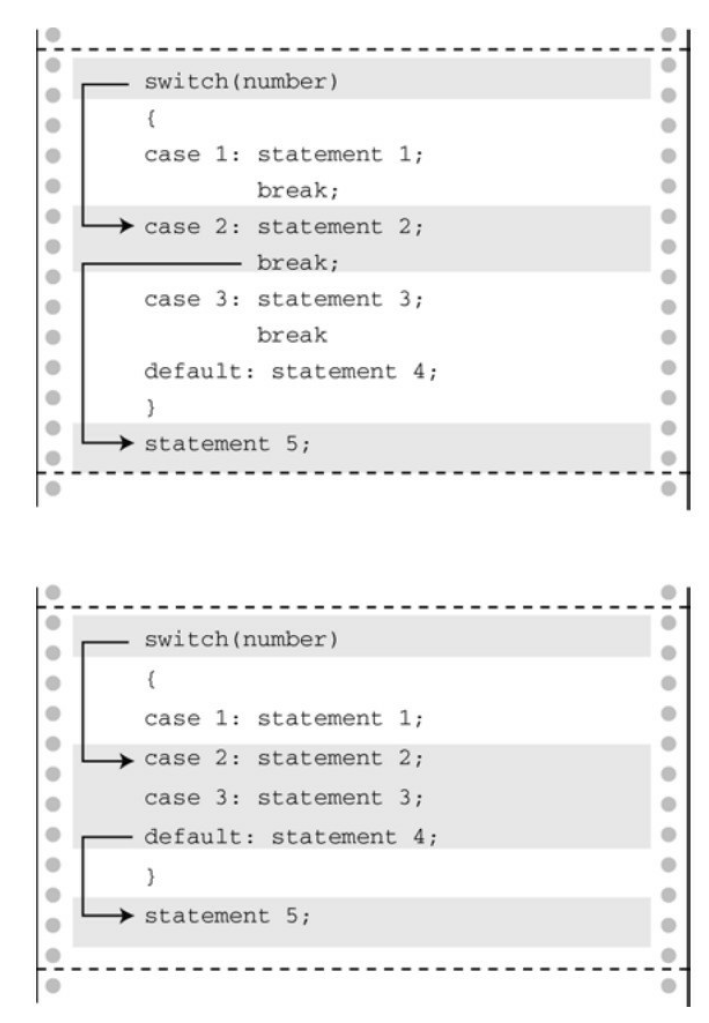 switch(number)
{
case 1: statement 1;
break;
case 2: statement 2;
break;
case 3: statement 3;
break
default: statement 4;
}
statement 5;
switch(number)
{
case 1: statement 1;
case 2: statement 2;
case 3: statement 3;
default: statement 4;
}
statement 5;